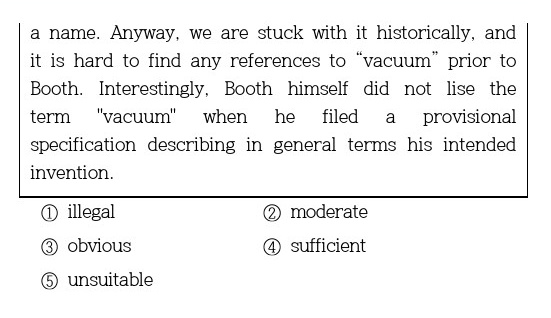 a name. Anyway, we are stuck with it historically, and
it is hard to find any references to “vacuum” prior to
Booth. Interestingly, Booth himself did not lise the
term "vacuum" when he filed a provisional
specification describing in general terms his intended
invention.
① illegal ② moderate
③ obvious ④ sufficient
⑤ unsuitable